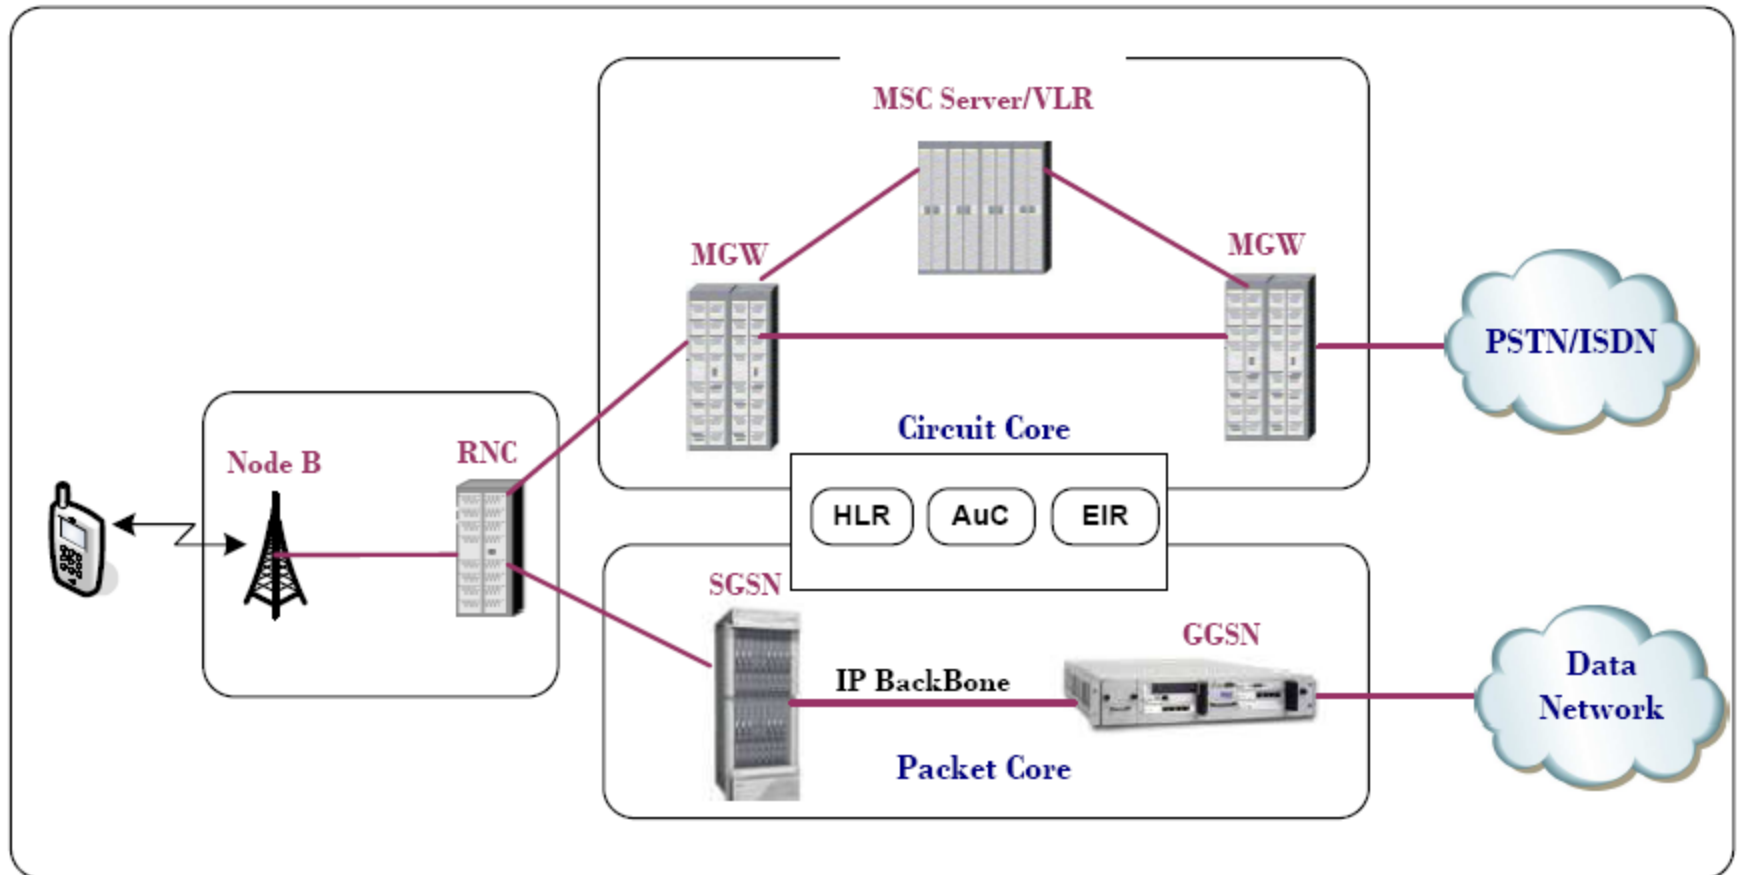 MSC Server/VLR
MGW
MGW
PSTN/ISDN
Circuit Core
Node B
RNC
HLR
AuC
EIR
SGSN
GGSN
IP BackBone
Data
Network
Packet Core